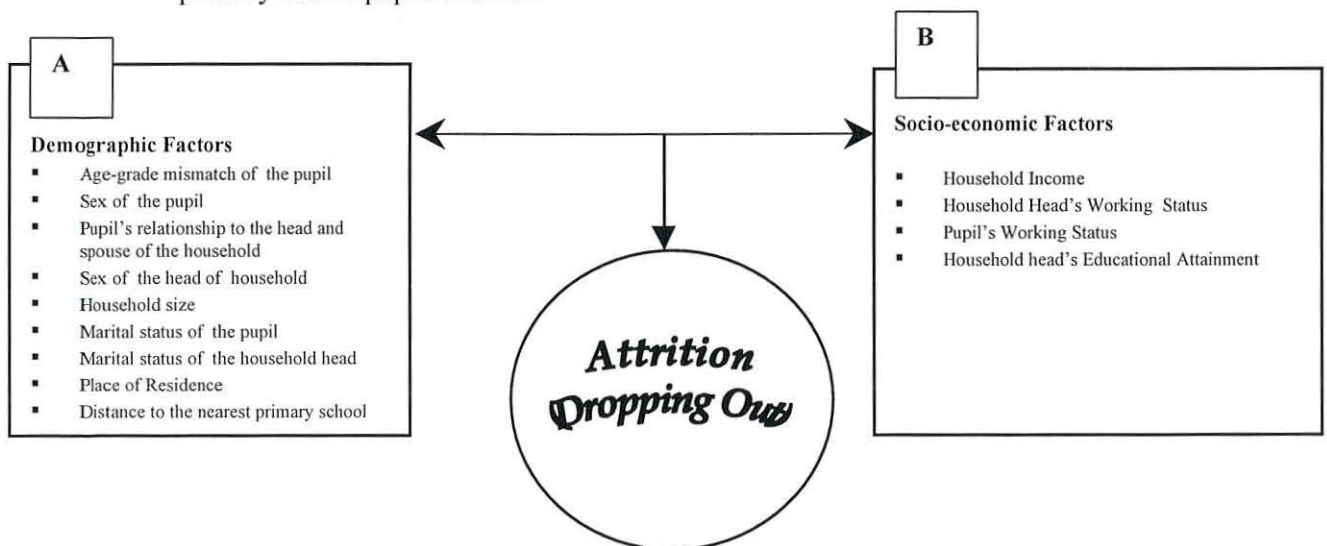 A
Demographic Factors
▪ Age-grade mismatch of the pupil
▪ Sex of the pupil
▪ Pupil's relationship to the head and
spouse of the household
▪ Sex of the head of household
▪ Household size
▪ Marital status of the pupil
▪ Marital status of the household head
▪ Place of Residence
▪ Distance to the nearest primary school
B
Socio-economic Factors
▪ Household Income
▪ Household Head's Working Status
▪ Pupil's Working Status
▪ Household head's Educational Attainment
Attrition
Dropping Out